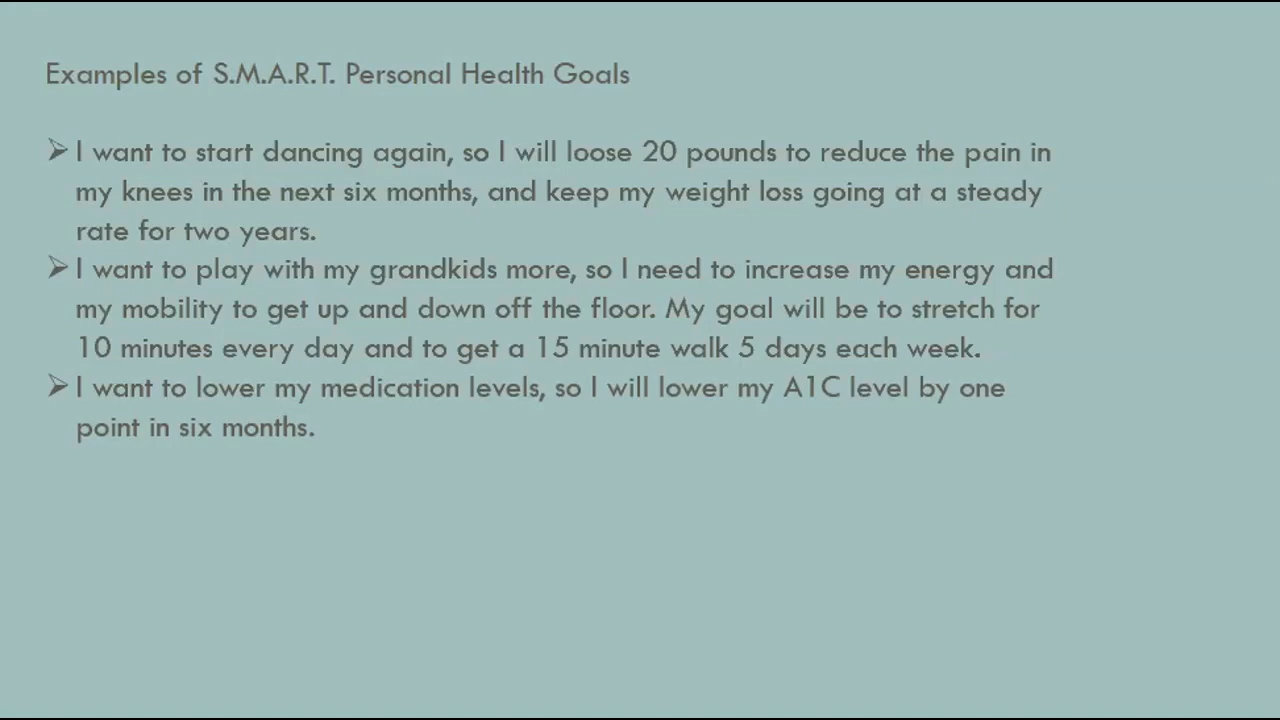 Examples of S.M.A.R.T. Personal Health Goals
➢ I want to start dancing again, so I will loose 20 pounds to reduce the pain in
my knees in the next six months, and keep my weight loss going at a steady
rate for two years.
➢ I want to play with my grandkids more, so I need to increase my energy and
my mobility to get up and down off the floor. My goal will be to stretch for
10 minutes every day and to get a 15 minute walk 5 days each week.
➢ I want to lower my medication levels, so I will lower my A1C level by one
point in six months.